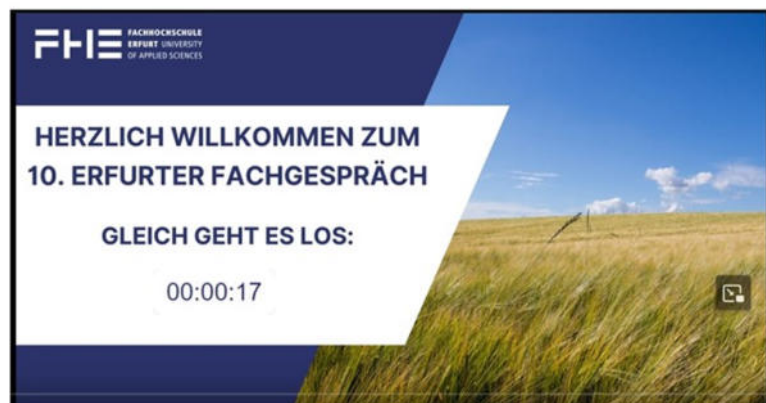 FHE
FACHHOCHSCHULE
ERFURT UNIVERSITY
OF APPLIED SCIENCES
HERZLICH WILLKOMMEN ZUM
10. ERFURTER FACHGESPRÄCH
GLEICH GEHT ES LOS:
00:00:17